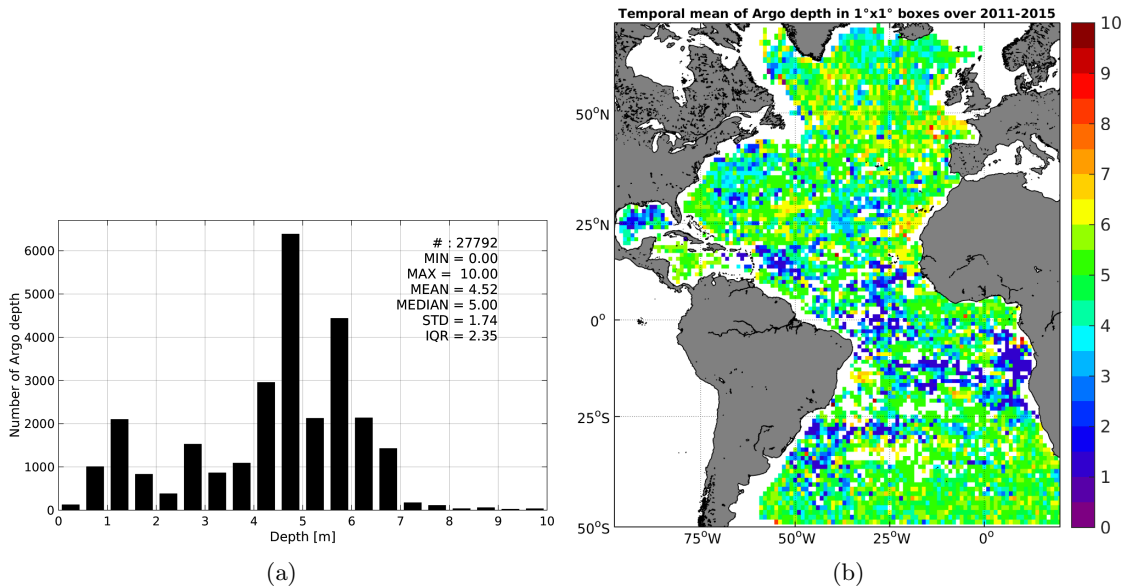 Temporal mean of Argo depth in 1°x1° boxes over 2011-2015
# : 27792
MIN = 0.00
MAX = 10.00
MEAN = 4.52
MEDIAN = 5.00
STD = 1.74
IQR = 2.35
Number of Argo depth
6000
5000
4000
3000
2000
1000
0
0 1 2 3 4 5 6 7 8 9 10
Depth [m]
(a)
50°N
25°N
0°
25°S
50°S
75°W 50°W 25°W 0°
10
9
8
7
6
5
4
3
2
1
0
(b)